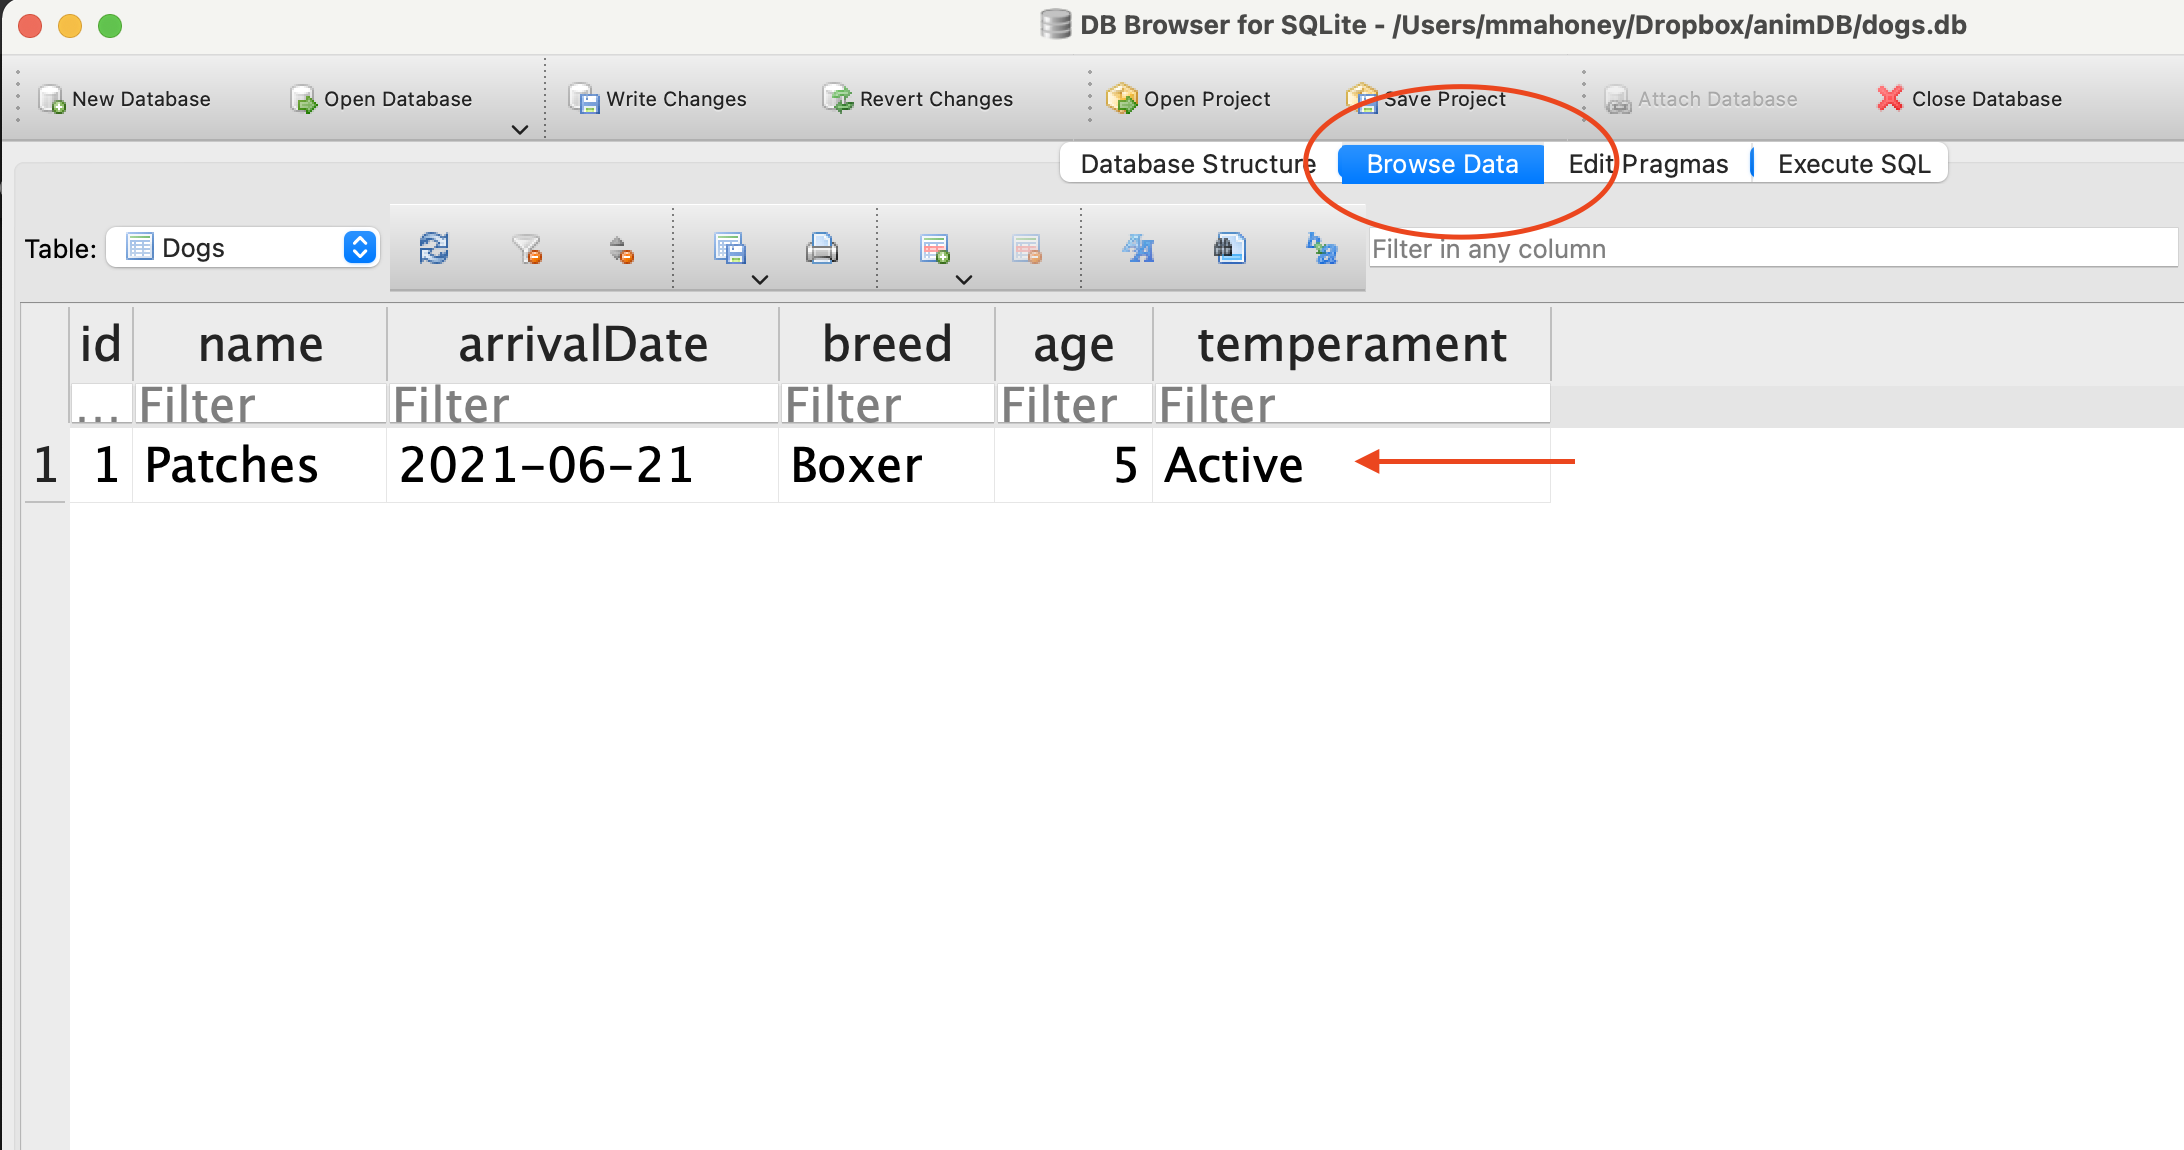 DB Browser for SQLite - /Users/mmahoney/Dropbox/animDB/dogs.db
New Database Open Database Write Changes Revert Changes Open Project Save Project Attach Database Close Database
Database Structure Browse Data Edit Pragmas Execute SQL
Table: Dogs Filter in any column
id name arrivalDate breed age temperament
... Filter Filter Filter Filter Filter
1 1 Patches 2021-06-21 Boxer 5 Active